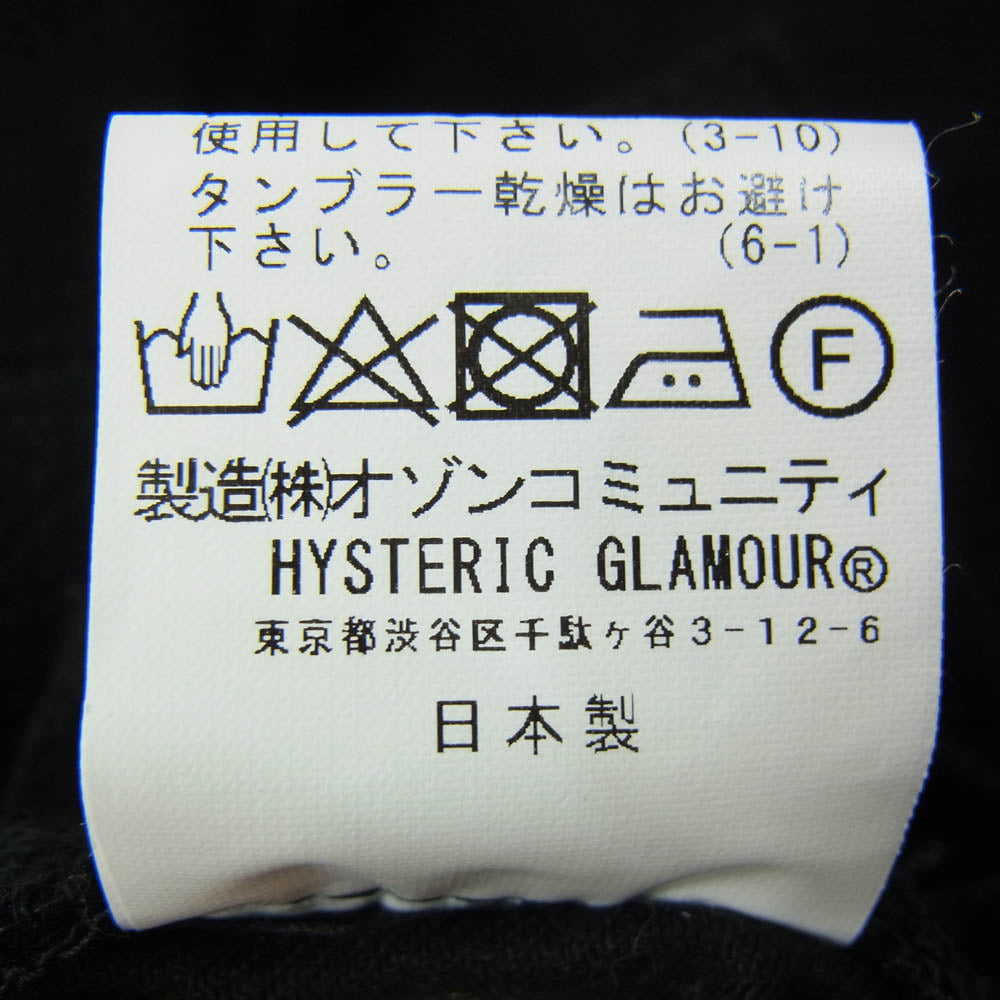 使用して下さい。(3-10)
タンブラー乾燥はお避け
下さい。 (6-1)
F
製造(株)オゾンコミュニティ
HYSTERIC GLAMOUR®
東京都渋谷区千駄ヶ谷3-12-6
日本製